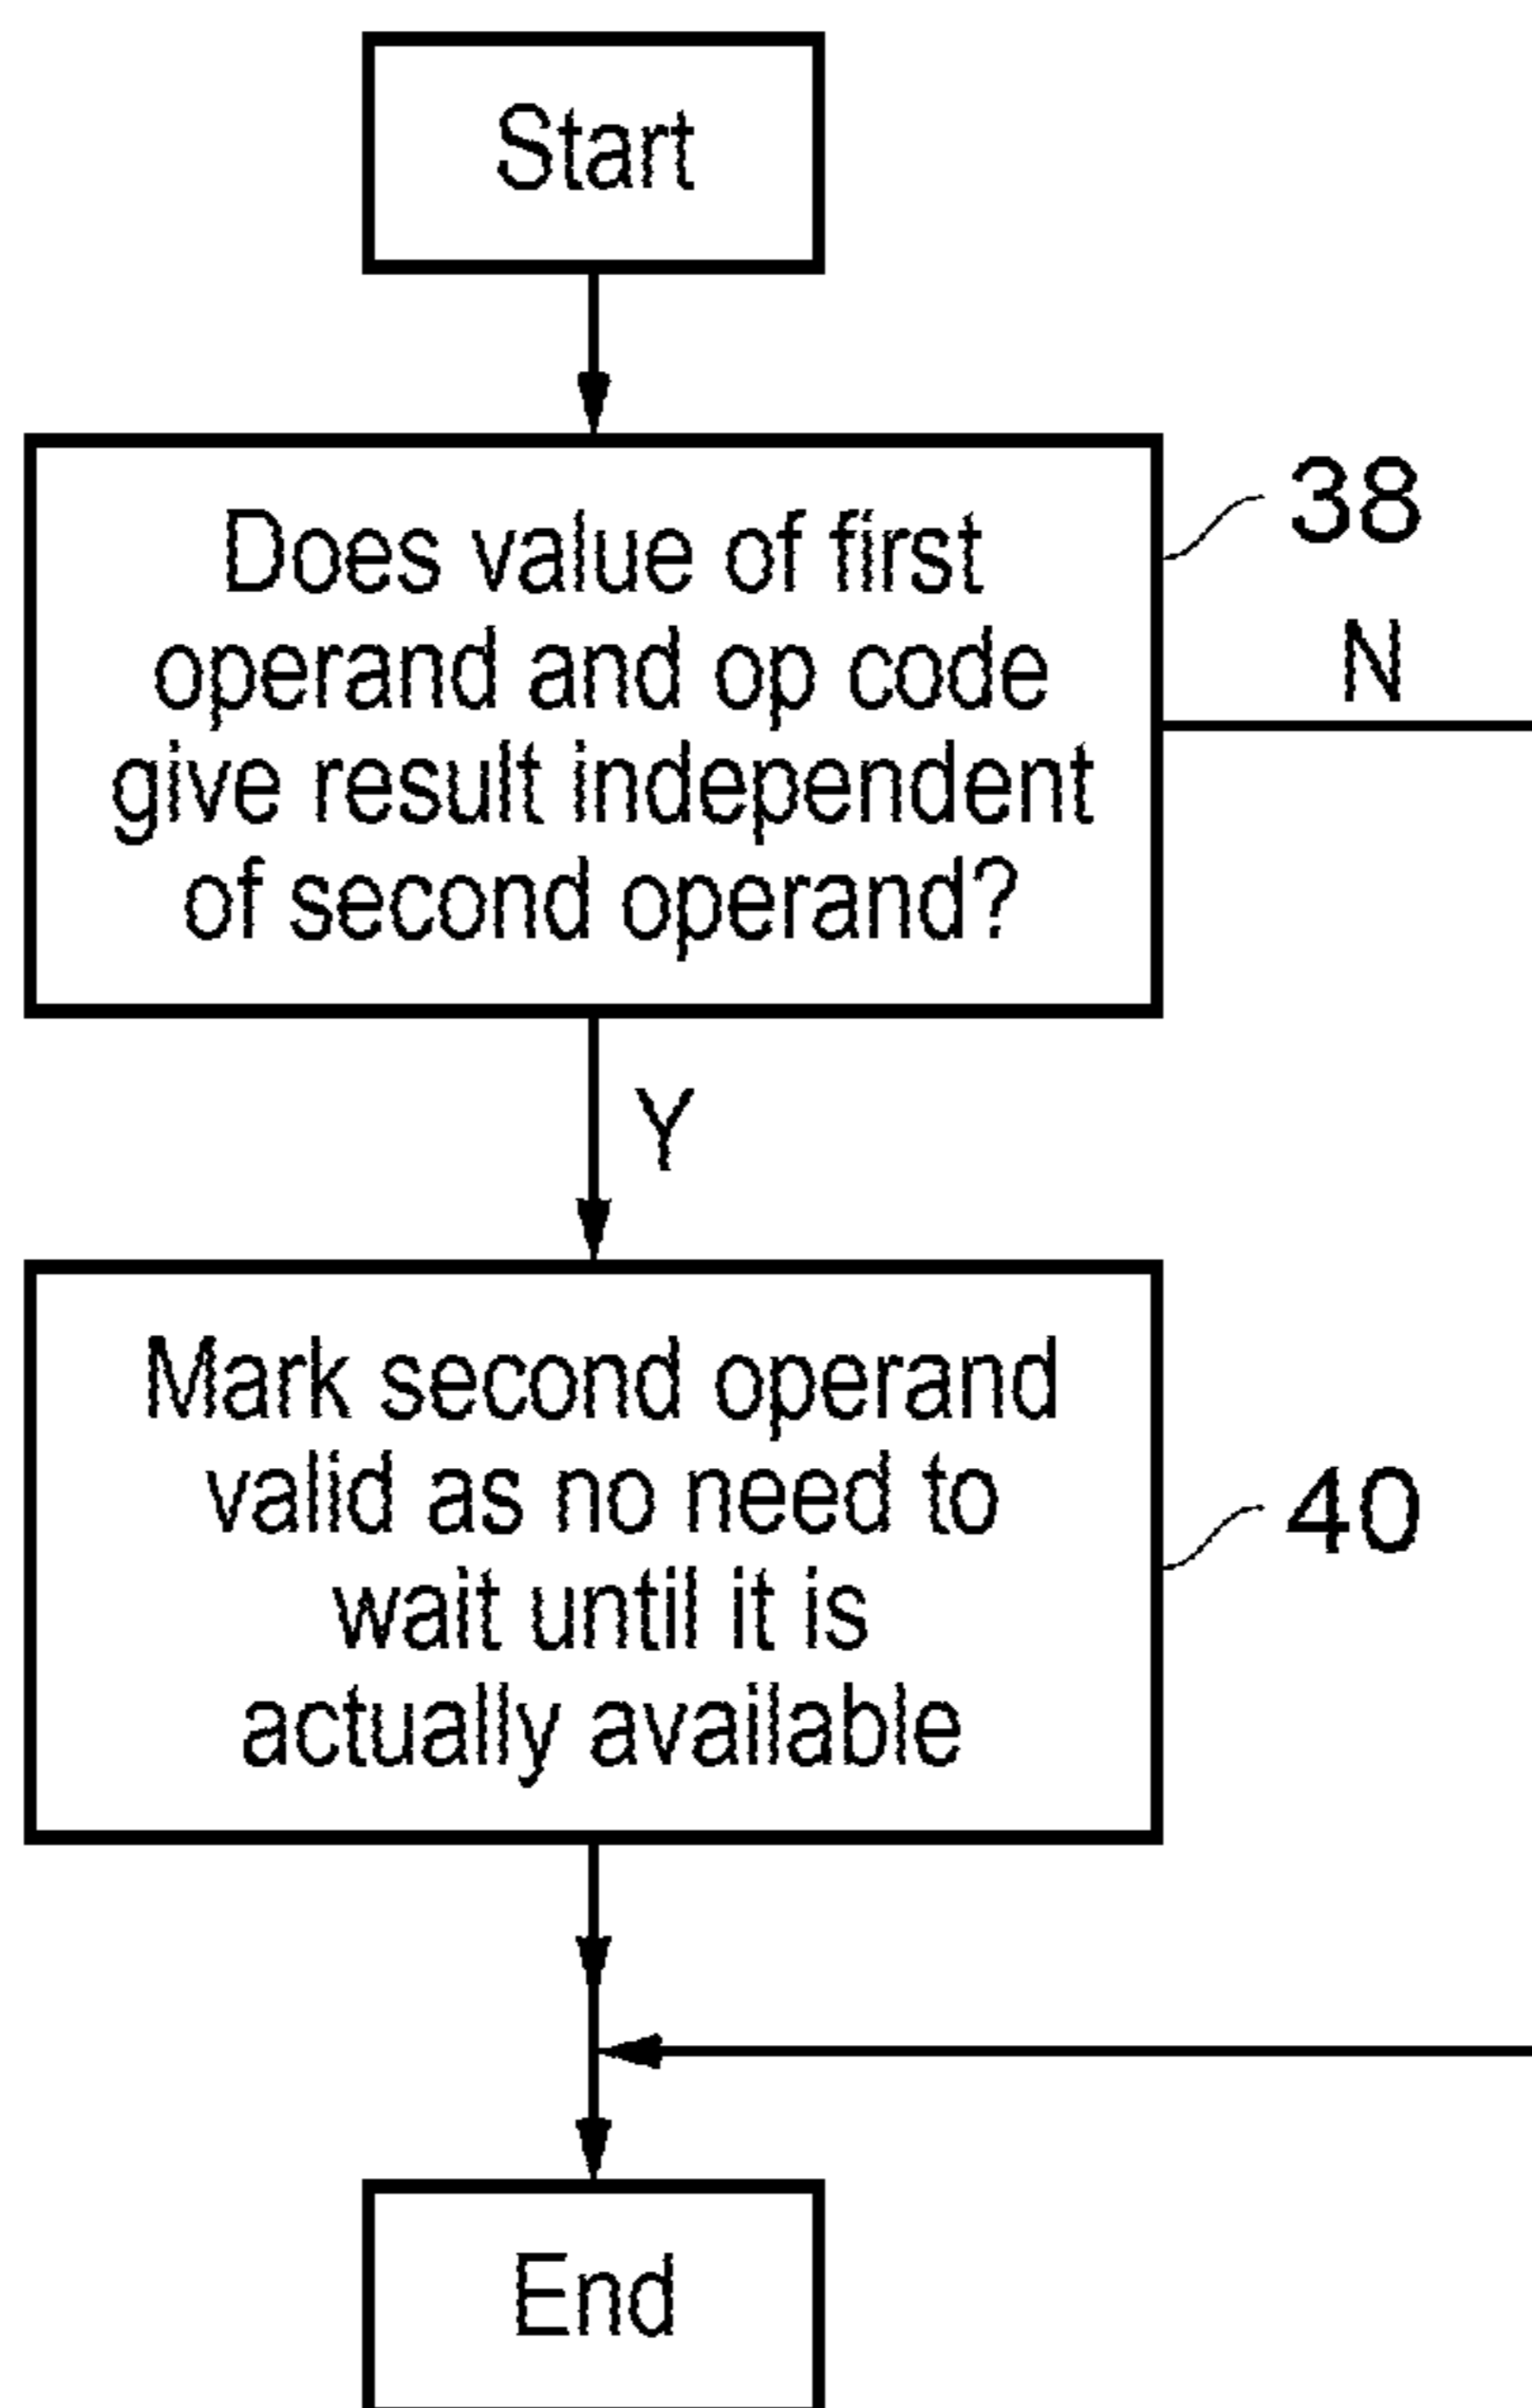 Start
Does value of first
operand and op code
give result independent
of second operand?
38
N
Y
Mark second operand
valid as no need to
wait until it is
actually available
40
End